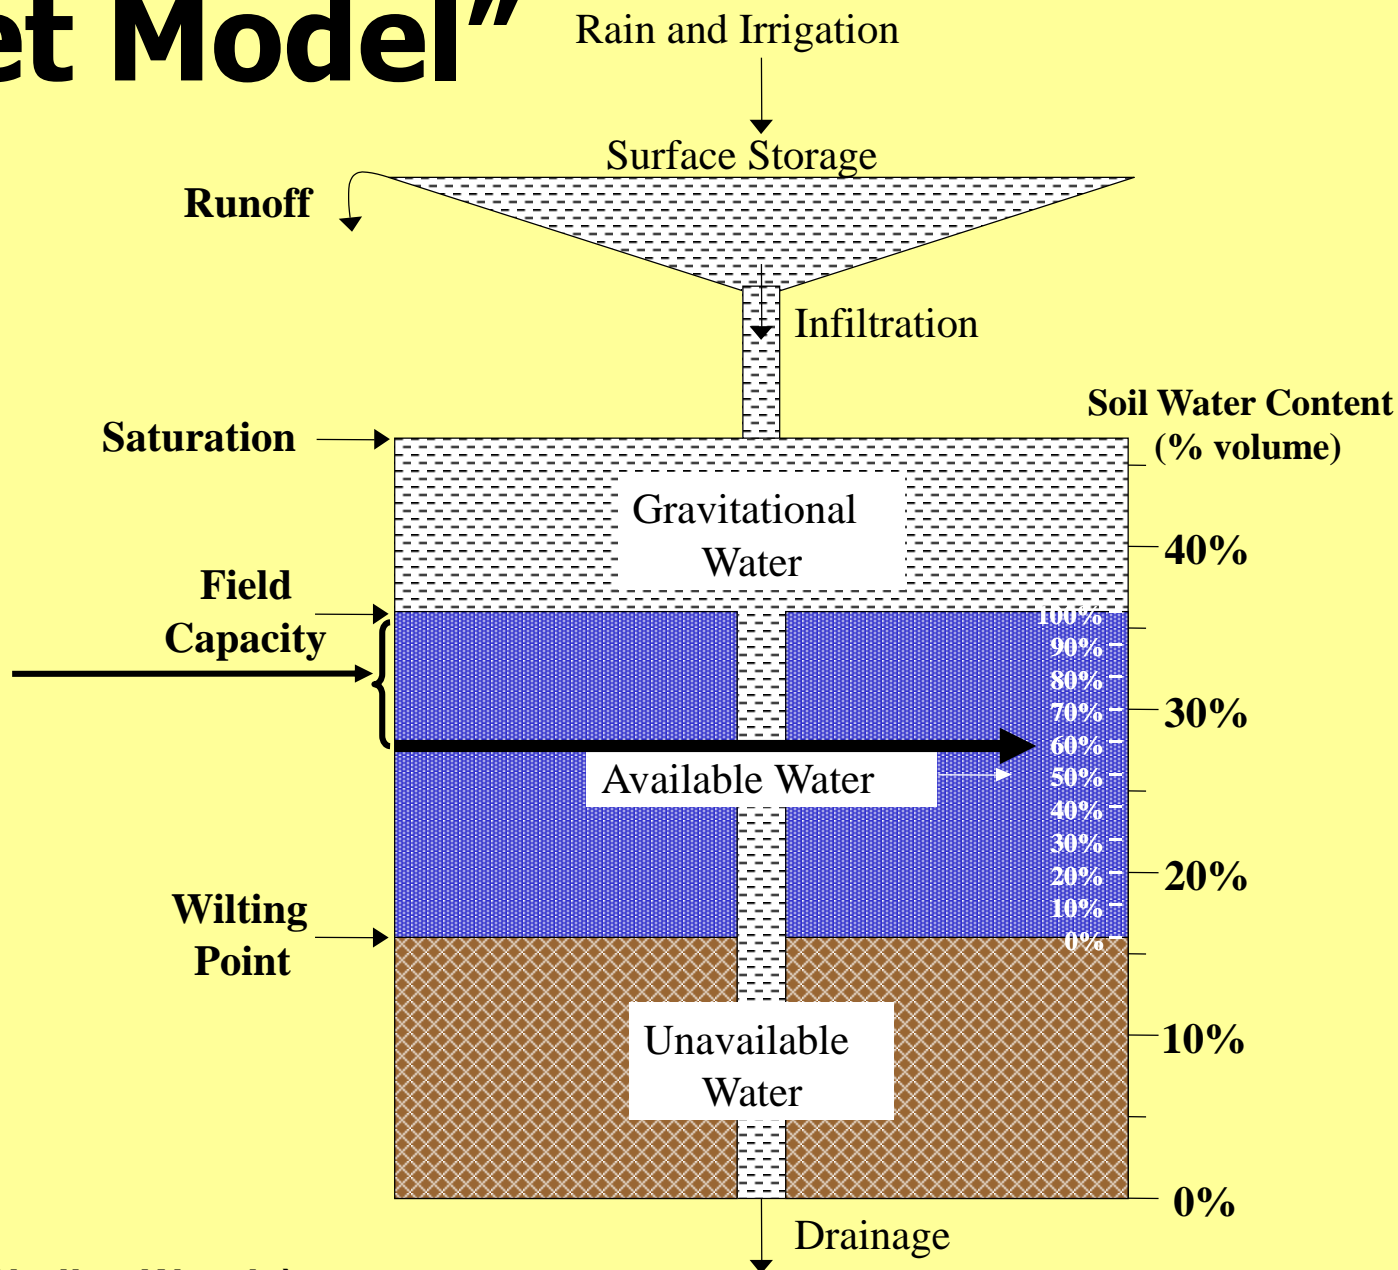 et Model”
Rain and Irrigation
Surface Storage
Runoff
Infiltration
Soil Water Content
(% volume)
Saturation
Gravitational
Water
40%
Field
Capacity
100%
90%
80%
70%
30%
60%
Available Water
50%
40%
30%
20%
20%
10%
Wilting
Point
0%
Unavailable
Water
10%
0%
Drainage